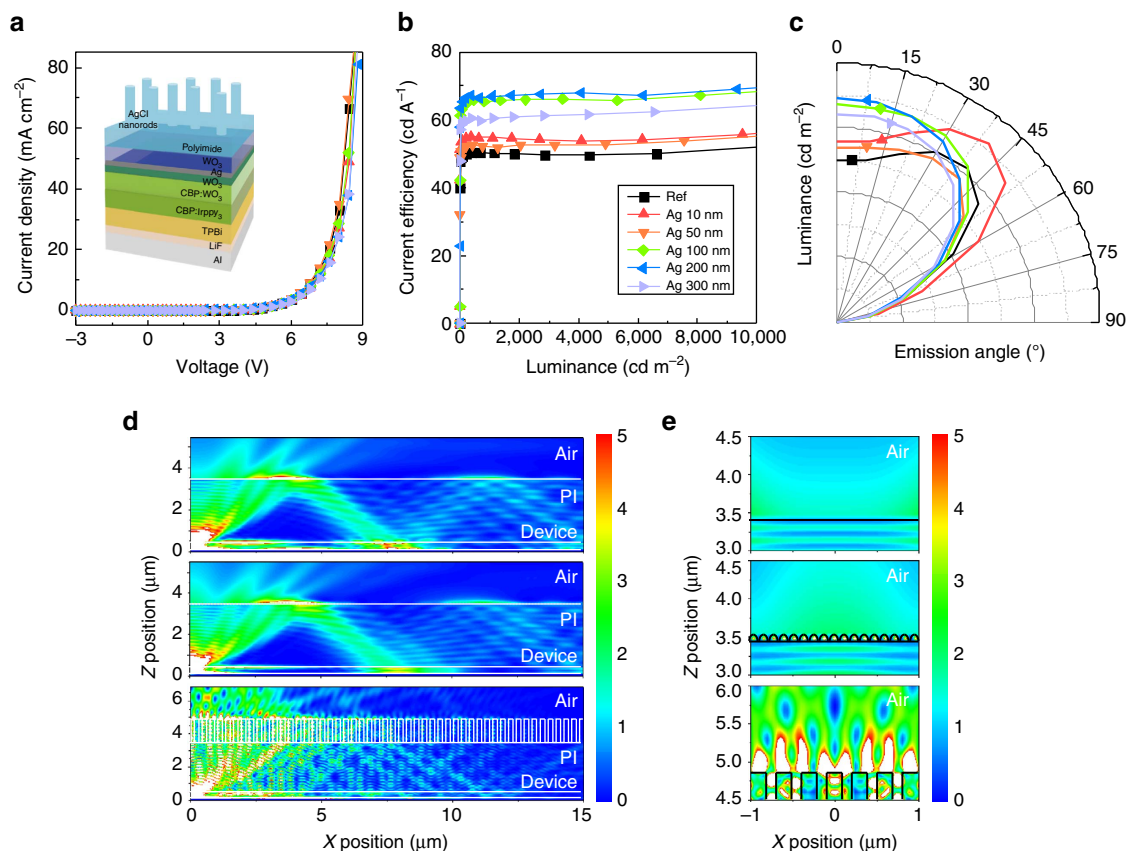 a
Current density (mA cm−2)
80
60
40
20
0
−3
0
3
6
9
Voltage (V)
AgCl
nanorods
Polyimide
WO3
Ag
WO3
CBP:WO3
CBP:Irppy3
TPBi
LiF
Al
b
Current efficiency (cd A−1)
80
60
40
20
0
0
2,000
4,000
6,000
8,000
10,000
Luminance (cd m−2)
Ref
Ag 10 nm
Ag 50 nm
Ag 100 nm
Ag 200 nm
Ag 300 nm
c
Luminance (cd m−2)
0
15
30
45
60
75
90
Emission angle (°)
d
Z position (μm)
4
2
0
Air
PI
Device
4
2
0
Air
PI
Device
6
4
2
0
Air
PI
Device
0
5
10
15
X position (μm)
5
4
3
2
1
0
e
Z position (μm)
4.5
4.0
3.5
3.0
Air
4.5
4.0
3.5
3.0
Air
6.0
5.5
5.0
4.5
Air
−1
0
1
X position (μm)
5
4
3
2
1
0